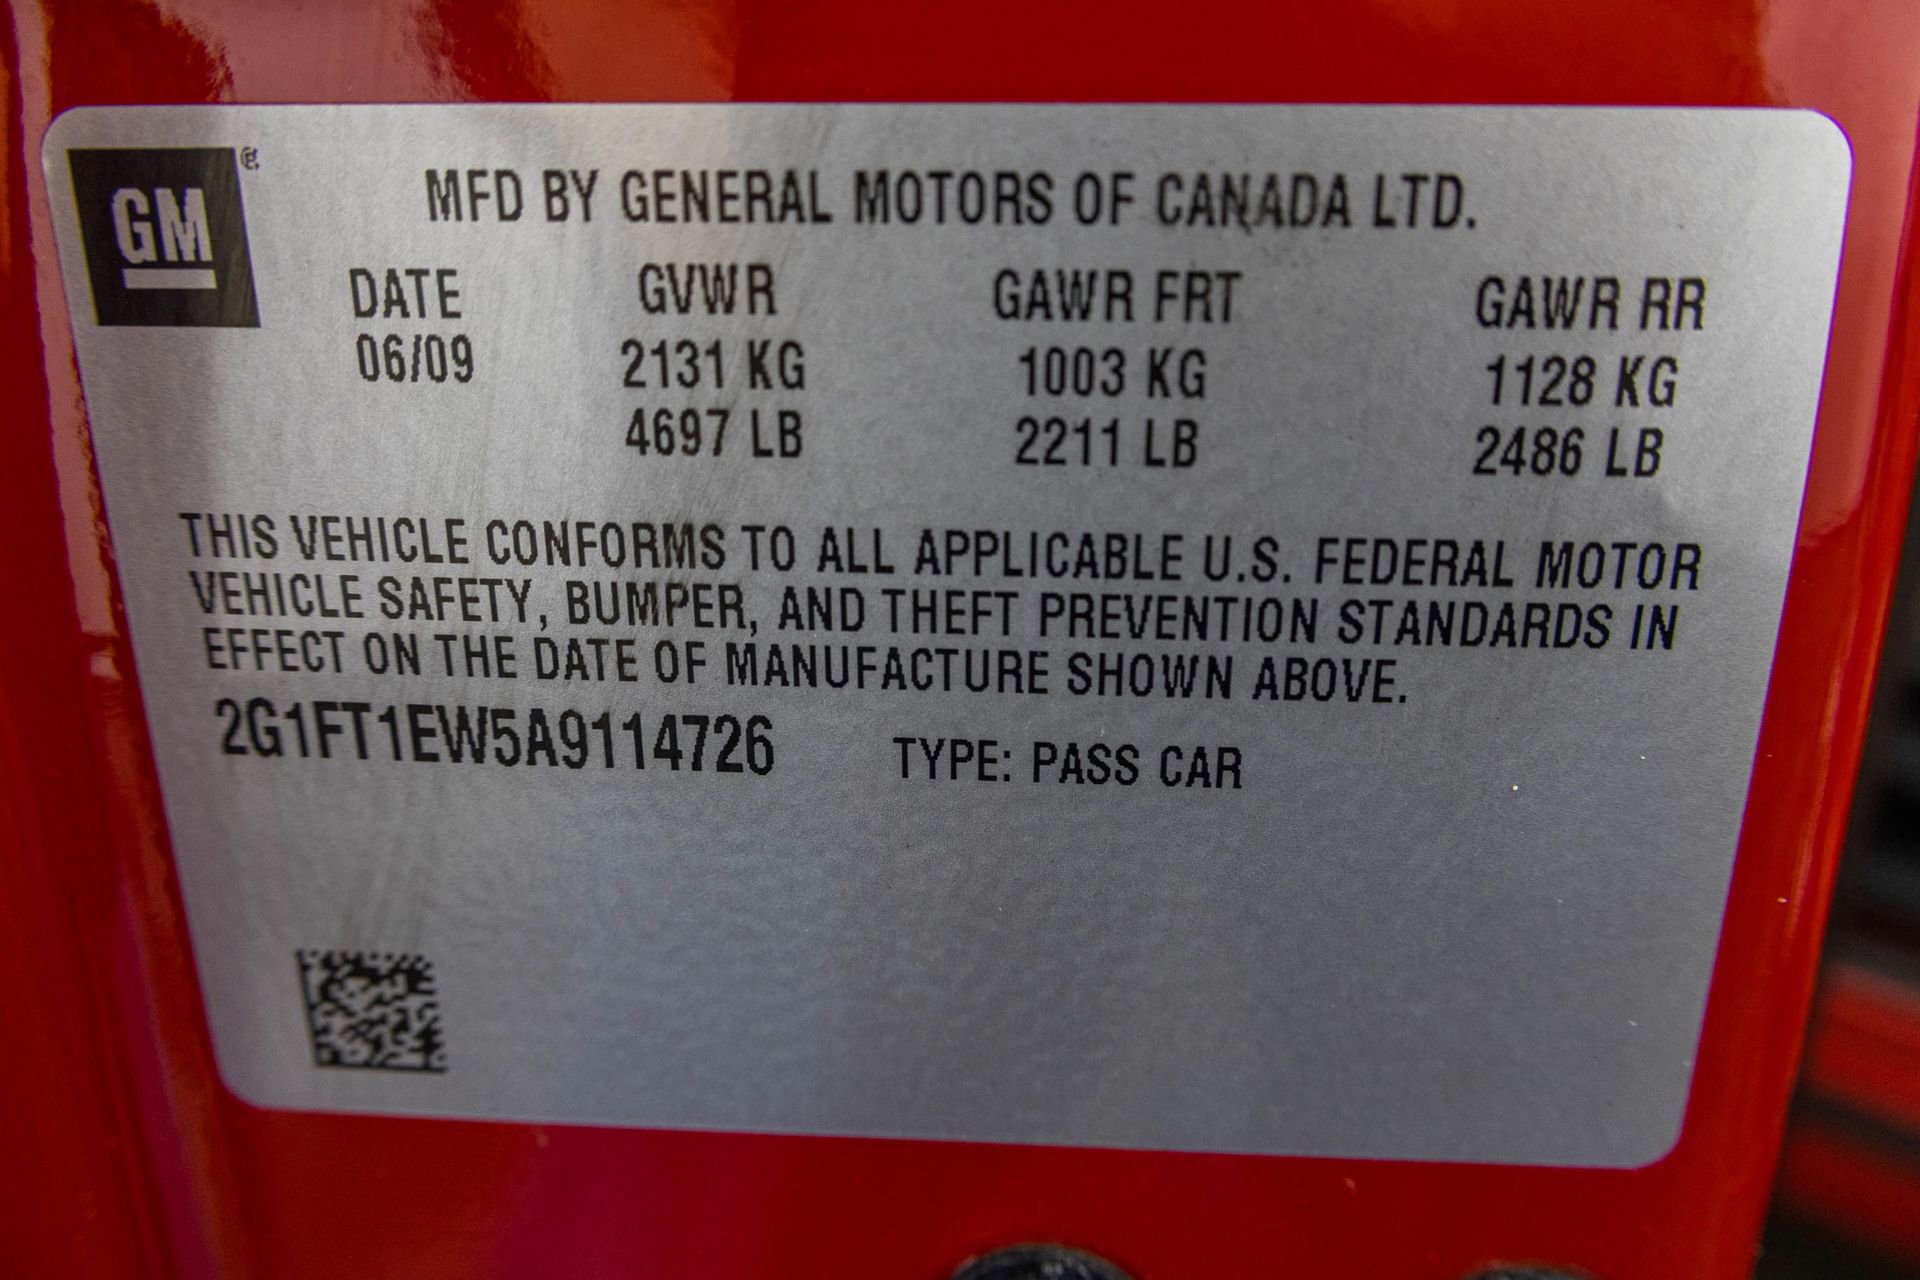 GM
MFD BY GENERAL MOTORS OF CANADA LTD.
DATE GVWR GAWR FRT GAWR RR
06/09 2131 KG 1003 KG 1128 KG
4697 LB 2211 LB 2486 LB
THIS VEHICLE CONFORMS TO ALL APPLICABLE U.S. FEDERAL MOTOR
VEHICLE SAFETY, BUMPER, AND THEFT PREVENTION STANDARDS IN
EFFECT ON THE DATE OF MANUFACTURE SHOWN ABOVE.
2G1FT1EW5A9114726 TYPE: PASS CAR